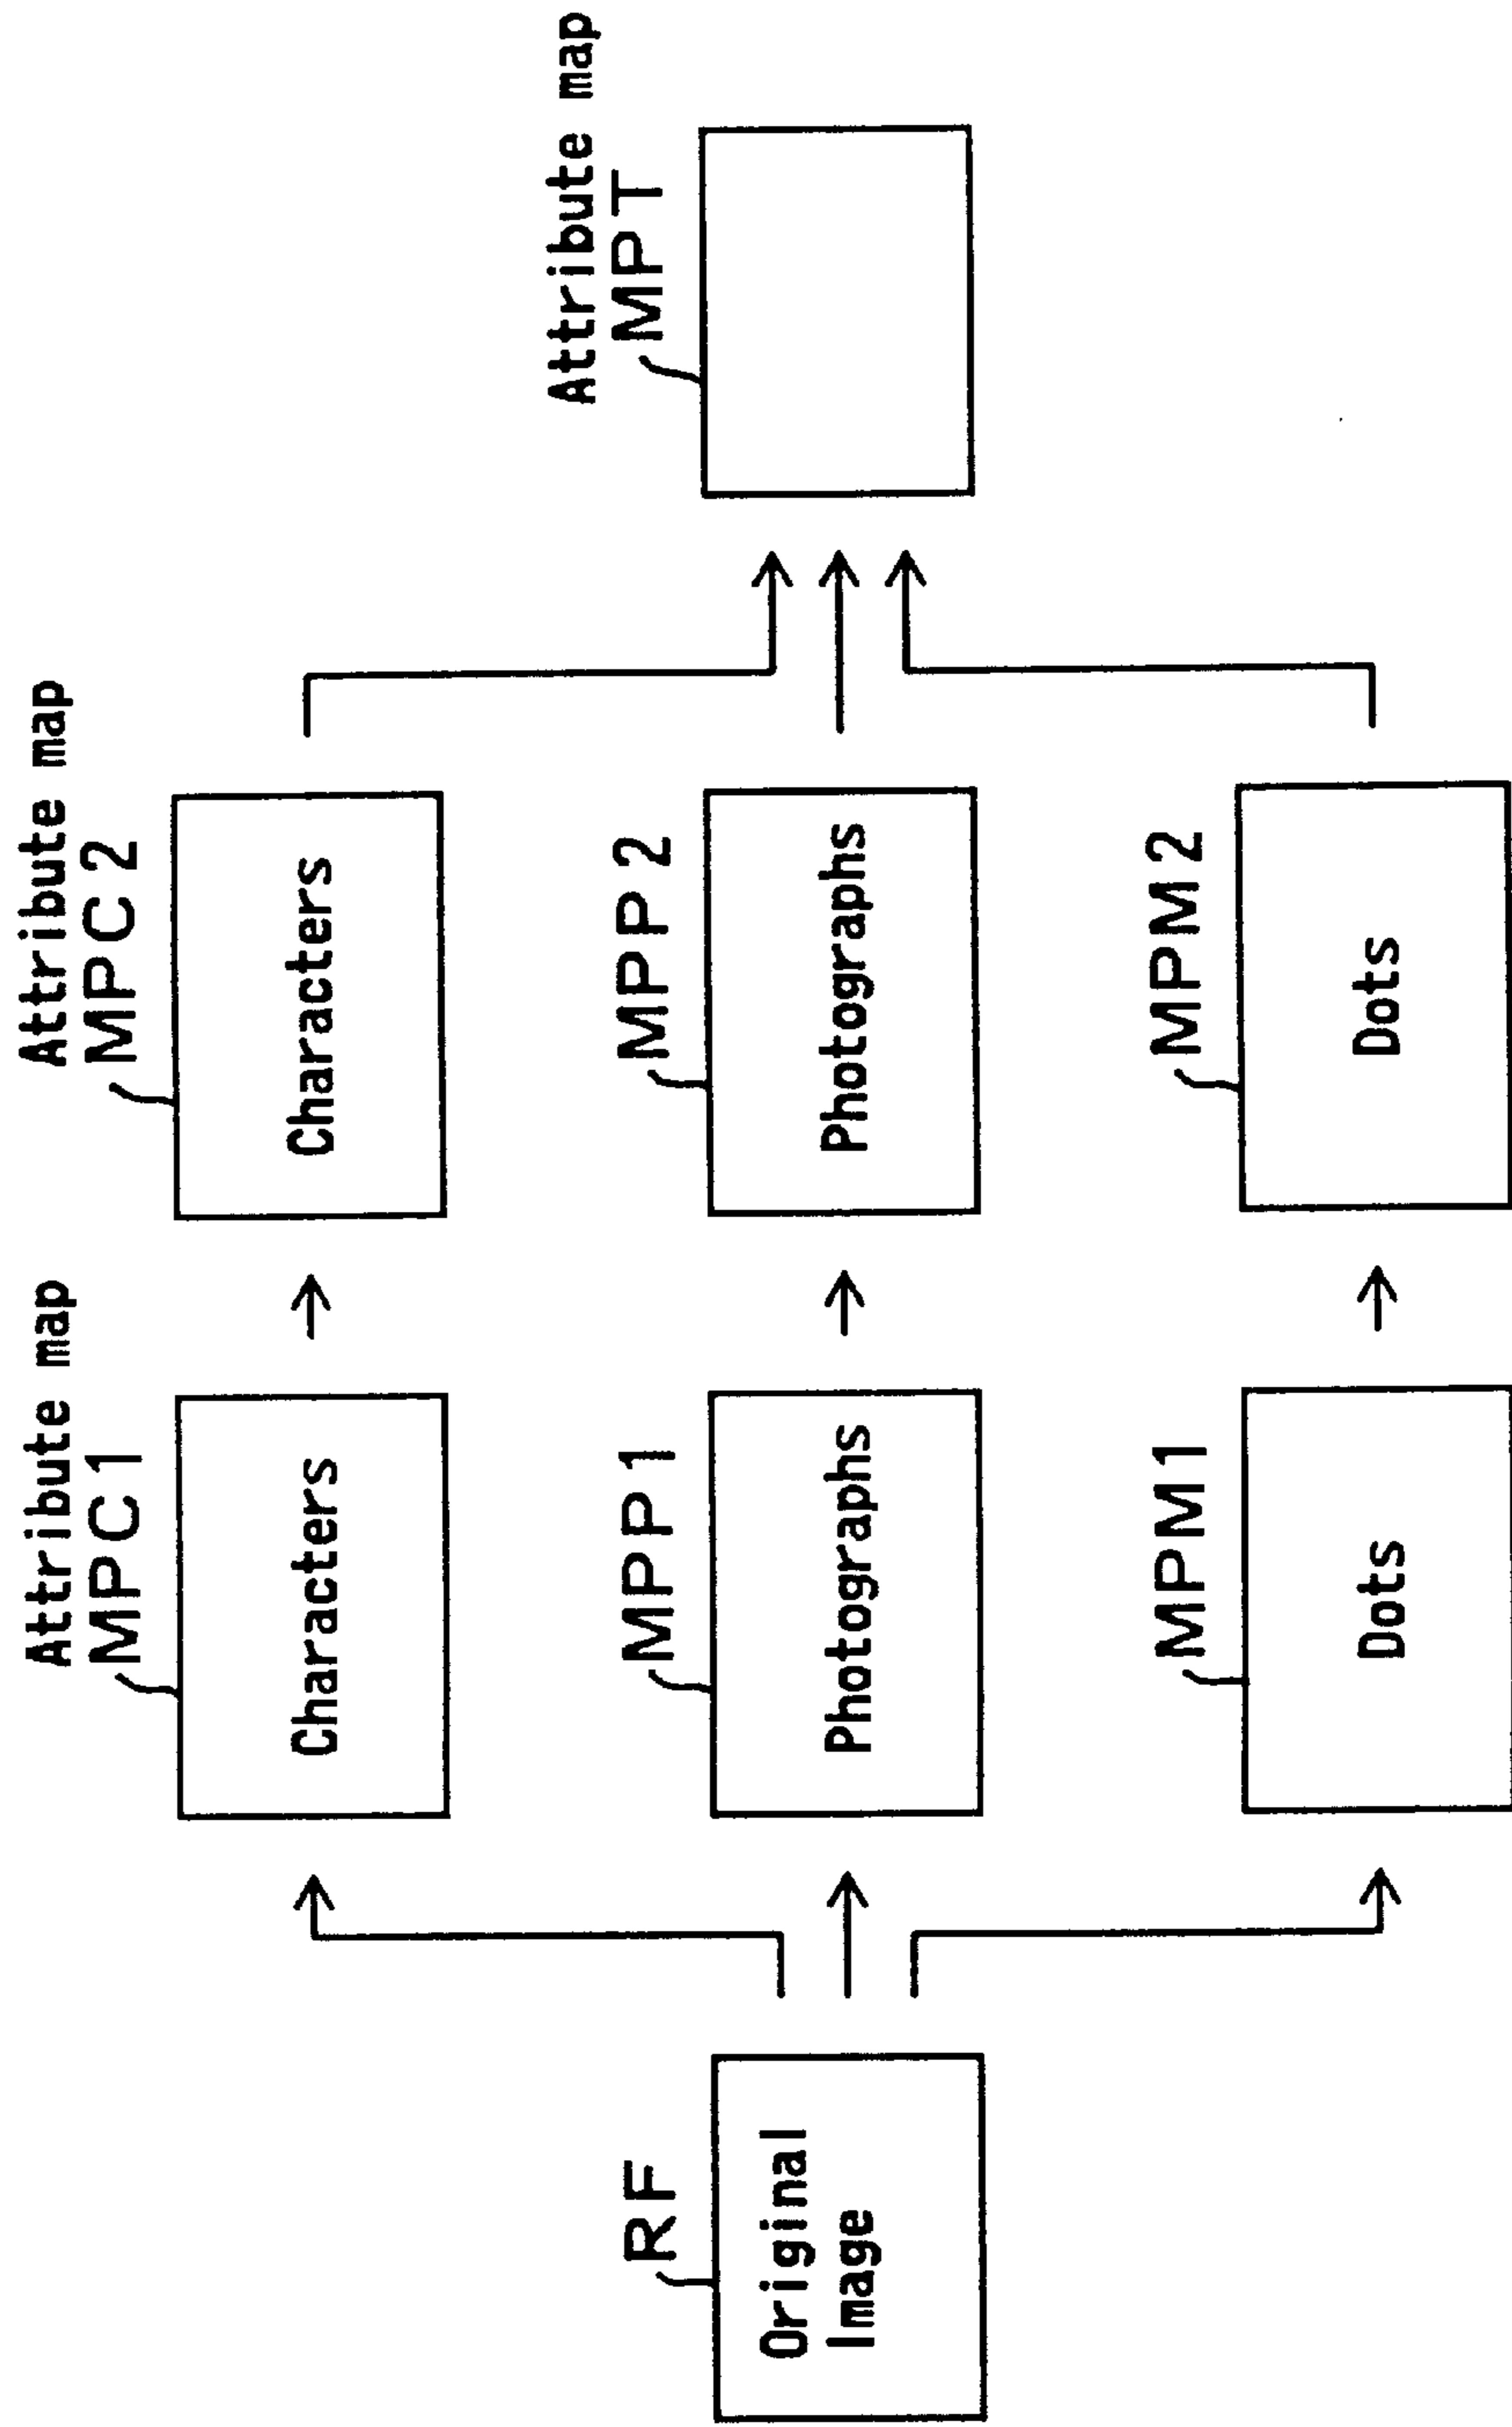 RF
Original
Image
Attribute map
MPC1
Characters
MPP1
Photographs
MPM1
Dots
Attribute map
MPC2
Characters
MPP2
Photographs
MPM2
Dots
Attribute map
MPT